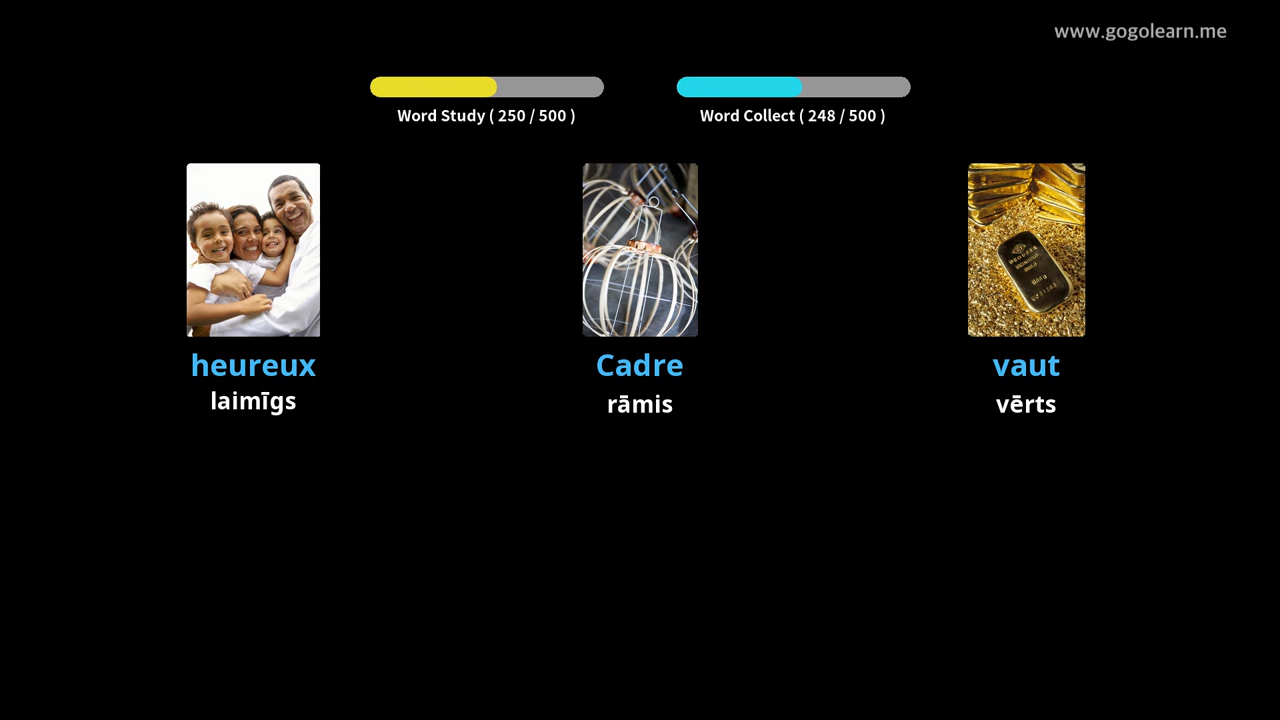 www.gogolearn.me
Word Study ( 250 / 500 )
Word Collect ( 248 / 500 )
heureux
laimīgs
Cadre
rāmis
vaut
vērts